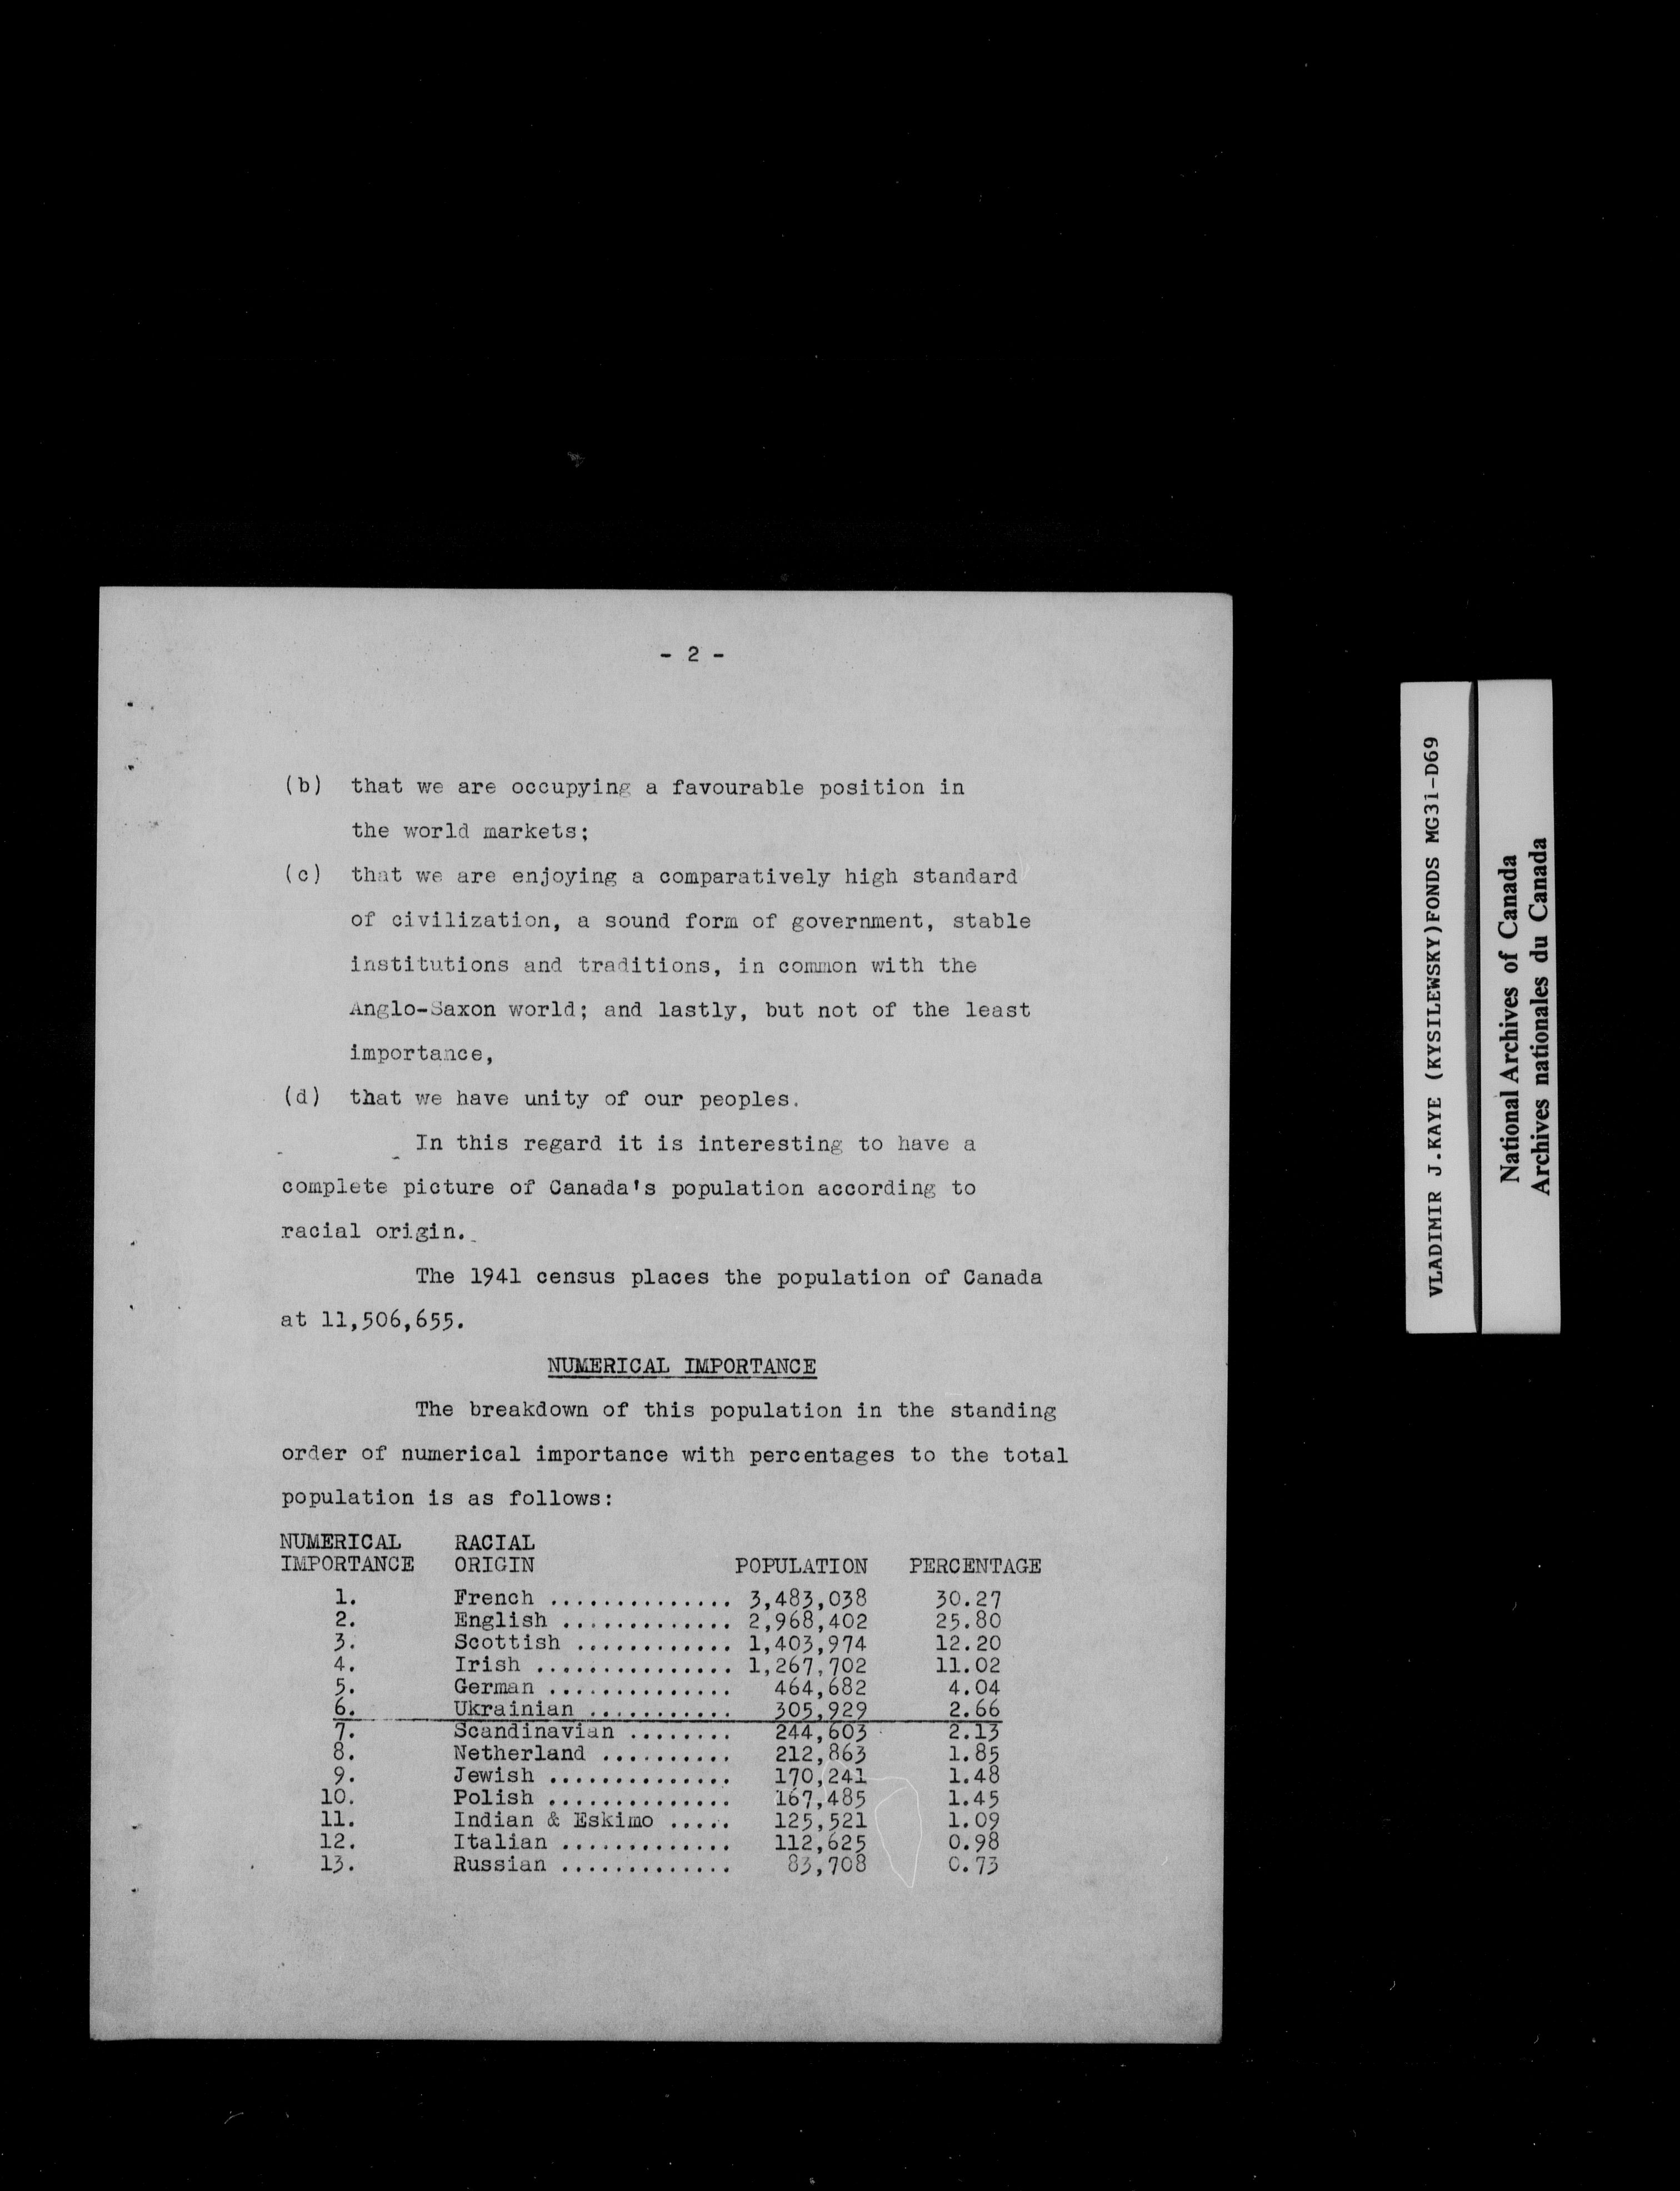 - 2 -
(b) that we are occupying a favourable position in
the world markets;
(c) that we are enjoying a comparatively high standard
of civilization, a sound form of government, stable
institutions and traditions, in common with the
Anglo-Saxon world; and lastly, but not of the least
importance,
(d) that we have unity of our peoples.
In this regard it is interesting to have a
complete picture of Canada's population according to
racial origin.
The 1941 census places the population of Canada
at 11,506,655.
NUMERICAL IMPORTANCE
The breakdown of this population in the standing
order of numerical importance with percentages to the total
population is as follows:
NUMERICAL RACIAL
IMPORTANCE ORIGIN POPULATION PERCENTAGE
1. French .............. 3,483,038 30.27
2. English ............. 2,968,402 25.80
3. Scottish ............ 1,403,974 12.20
4. Irish ............... 1,267,702 11.02
5. German .............. 464,682 4.04
6. Ukrainian ........... 305,929 2.66
7. Scandinavian ........ 244,603 2.13
8. Netherland .......... 212,863 1.85
9. Jewish .............. 170,241 1.48
10. Polish .............. 167,485 1.45
11. Indian & Eskimo ..... 125,521 1.09
12. Italian ............. 112,625 0.98
13. Russian ............. 83,708 0.73
VLADIMIR J.KAYE (KYSILEWSKY)FONDS MG31-D69
National Archives of Canada
Archives nationales du Canada